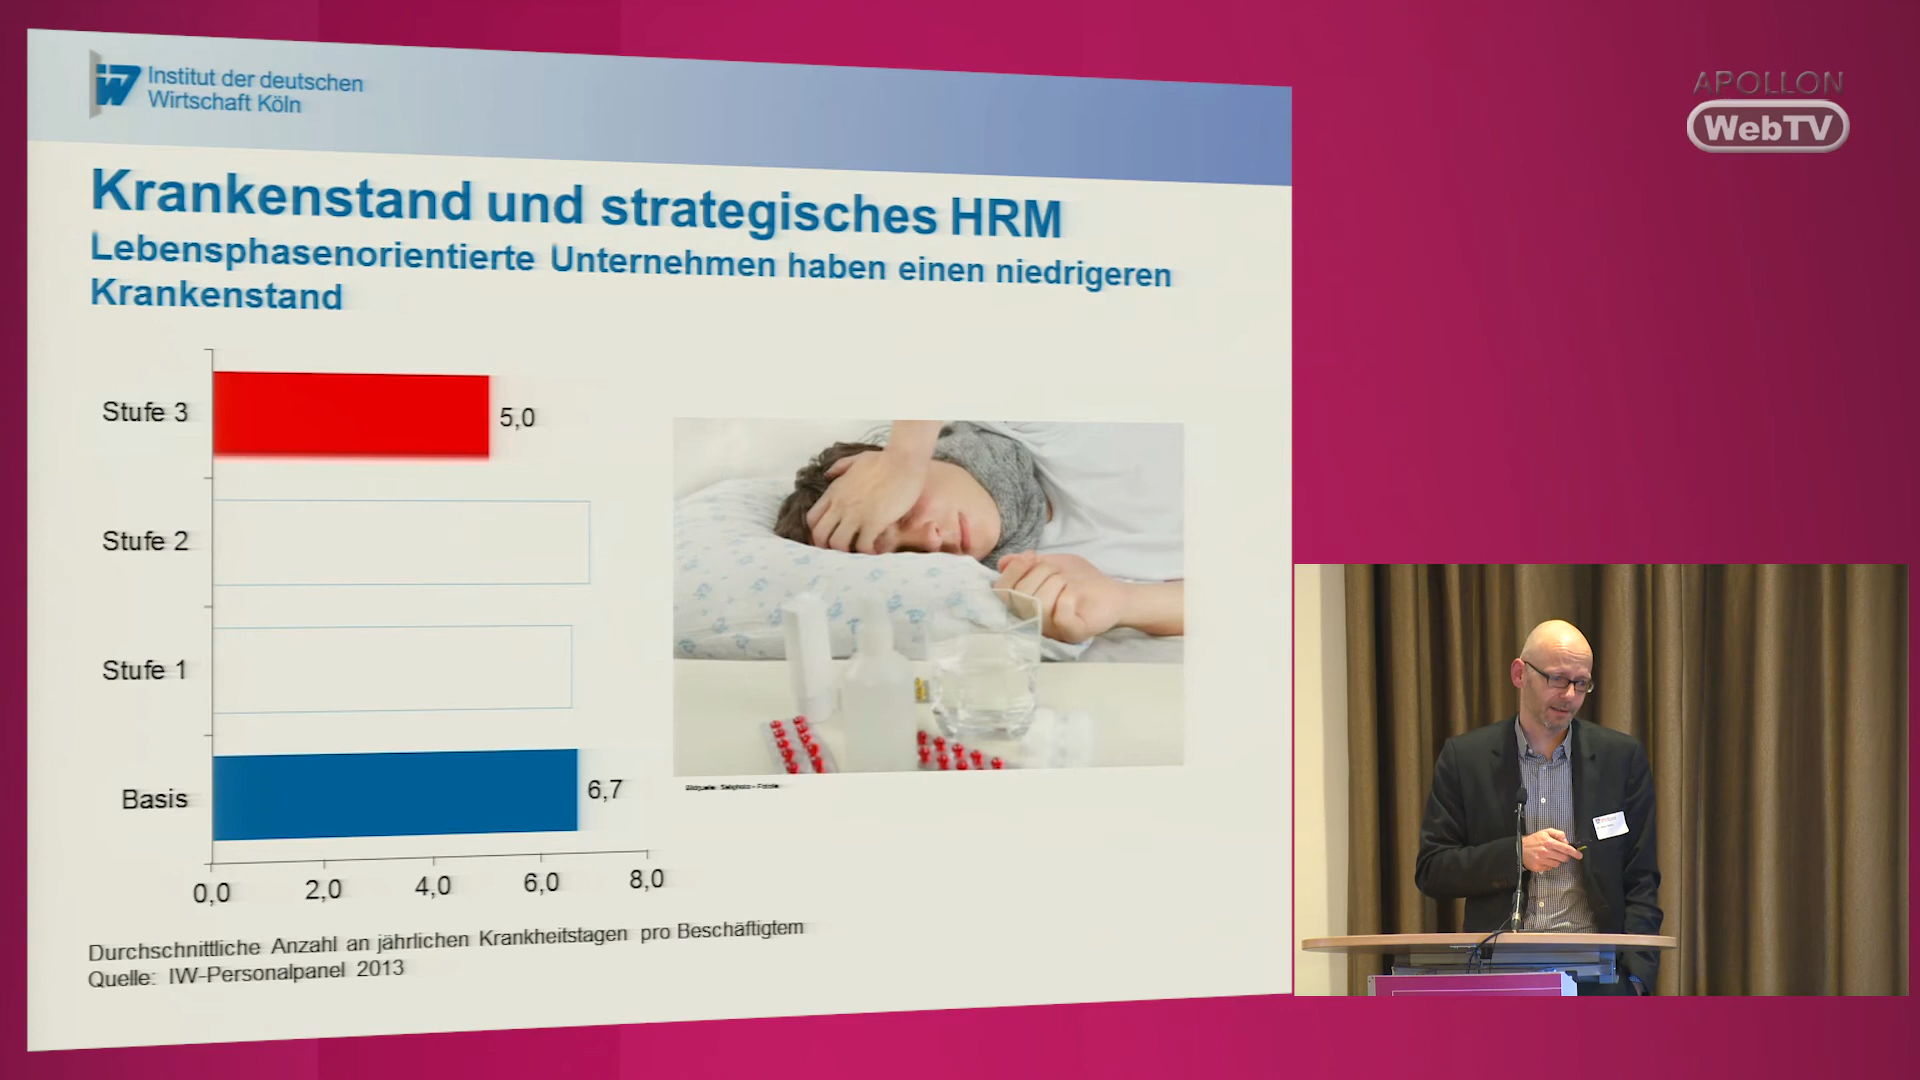 Institut der deutschen
Wirtschaft Köln
APOLLON
WebTV
Krankenstand und strategisches HRM
Lebensphasenorientierte Unternehmen haben einen niedrigeren
Krankenstand
Stufe 3
5,0
Stufe 2
Stufe 1
Basis
6,7
0,0 2,0 4,0 6,0 8,0
Durchschnittliche Anzahl an jährlichen Krankheitstagen pro Beschäftigtem
Quelle: IW-Personalpanel 2013